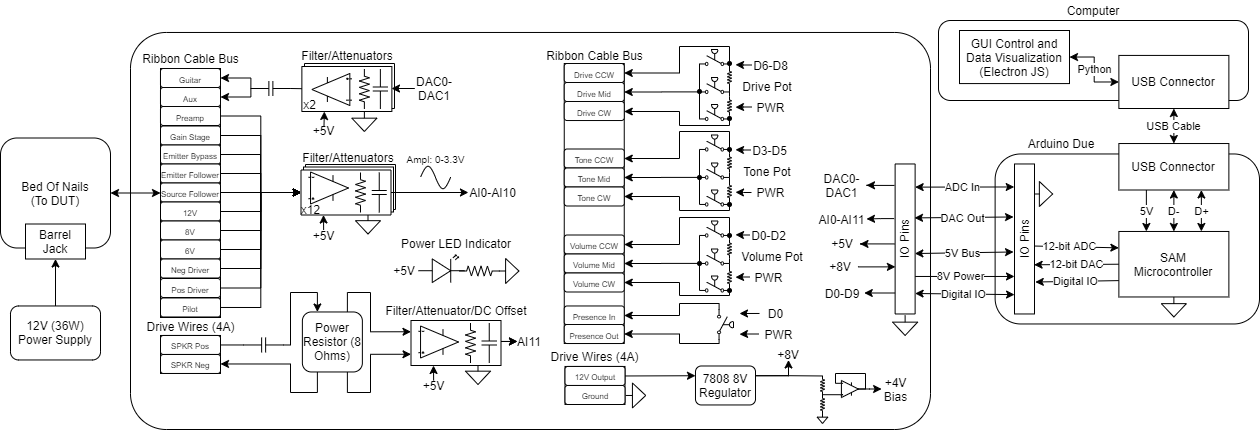 Computer
GUI Control and
Data Visualization
(Electron JS)
Python
USB Connector
USB Cable
Arduino Due
USB Connector
5V
D-
D+
IO Pins
12-bit ADC
12-bit DAC
Digital IO
SAM
Microcontroller
ADC In
DAC Out
5V Bus
8V Power
Digital IO
IO Pins
DAC0-
DAC1
AI0-AI11
+5V
+8V
D0-D9
Bed Of Nails
(To DUT)
Barrel
Jack
12V (36W)
Power Supply
Ribbon Cable Bus
Guitar
Aux
Preamp
Gain Stage
Emitter Bypass
Emitter Follower
Source Follower
12V
8V
6V
Neg Driver
Pos Driver
Pilot
Drive Wires (4A)
SPKR Pos
SPKR Neg
Filter/Attenuators
X2
+5V
DAC0-
DAC1
Filter/Attenuators
X12
+5V
Ampl: 0-3.3V
AI0-AI10
Power LED Indicator
+5V
Power
Resistor (8
Ohms)
Filter/Attenuator/DC Offset
+5V
AI11
Ribbon Cable Bus
Drive CCW
Drive Mid
Drive CW
D6-D8
Drive Pot
PWR
Tone CCW
Tone Mid
Tone CW
D3-D5
Tone Pot
PWR
Volume CCW
Volume Mid
Volume CW
D0-D2
Volume Pot
PWR
Presence In
Presence Out
D0
PWR
Drive Wires (4A)
12V Output
Ground
7808 8V
Regulator
+8V
+4V
Bias